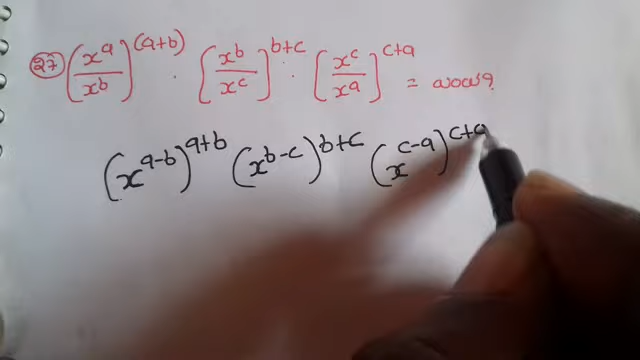 27 (x^a/x^b)^(a+b) · (x^b/x^c)^b+c · (x^c/x^a)^c+a =
(x^a-b)^a+b (x^b-c)^b+c (x^c-a)^c+a